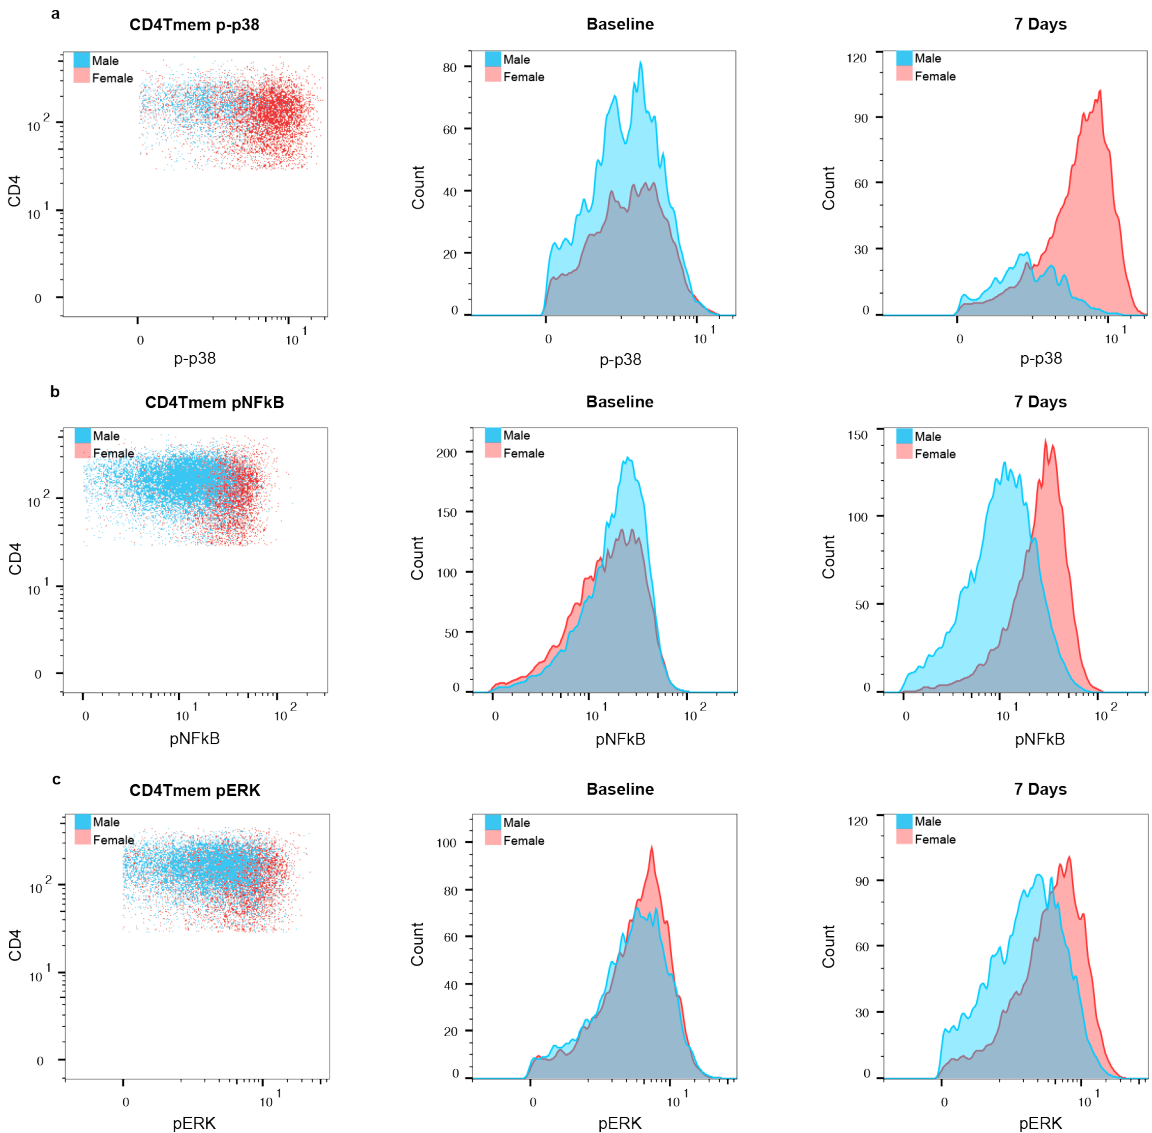 a
CD4Tmem p-p38
Baseline
7 Days
Male
Female
CD4
10 2
10 1
0
0
10 1
p-p38
Male
Female
Count
80
60
40
20
0
0
10 1
p-p38
Male
Female
Count
120
90
60
30
0
0
10 1
p-p38
b
CD4Tmem pNFkB
Baseline
7 Days
Male
Female
CD4
10 2
10 1
0
0
10 1
10 2
pNFkB
Male
Female
Count
200
150
100
50
0
0
10 1
10 2
pNFkB
Male
Female
Count
150
100
50
0
0
10 1
10 2
pNFkB
c
CD4Tmem pERK
Baseline
7 Days
Male
Female
CD4
10 2
10 1
0
0
10 1
pERK
Male
Female
Count
100
80
60
40
20
0
0
10 1
pERK
Male
Female
Count
120
90
60
30
0
0
10 1
pERK